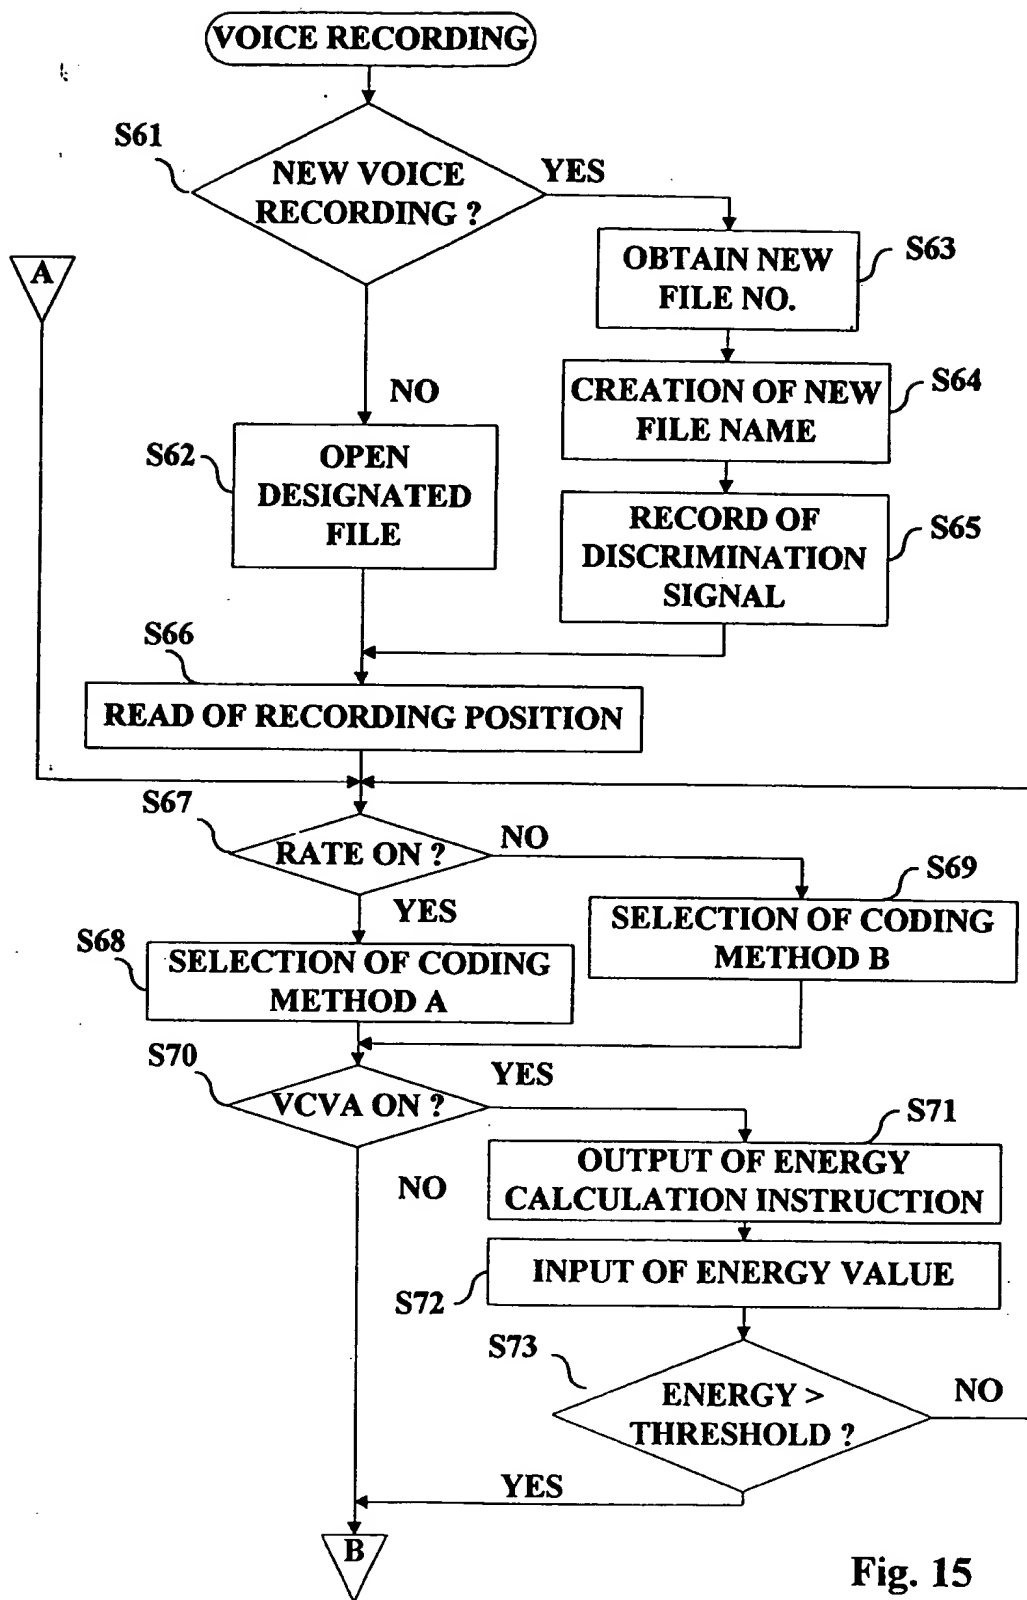 VOICE RECORDING
S61
NEW VOICE
RECORDING ?
YES
A
OBTAIN NEW
FILE NO.
S63
NO
CREATION OF NEW
FILE NAME
S64
S62
OPEN
DESIGNATED
FILE
RECORD OF
DISCRIMINATION
SIGNAL
S65
S66
READ OF RECORDING POSITION
S67
RATE ON ?
NO
YES
S69
SELECTION OF CODING
METHOD B
S68
SELECTION OF CODING
METHOD A
S70
VCVA ON ?
YES
NO
S71
OUTPUT OF ENERGY
CALCULATION INSTRUCTION
INPUT OF ENERGY VALUE
S72
S73
ENERGY >
THRESHOLD ?
NO
YES
B
Fig. 15